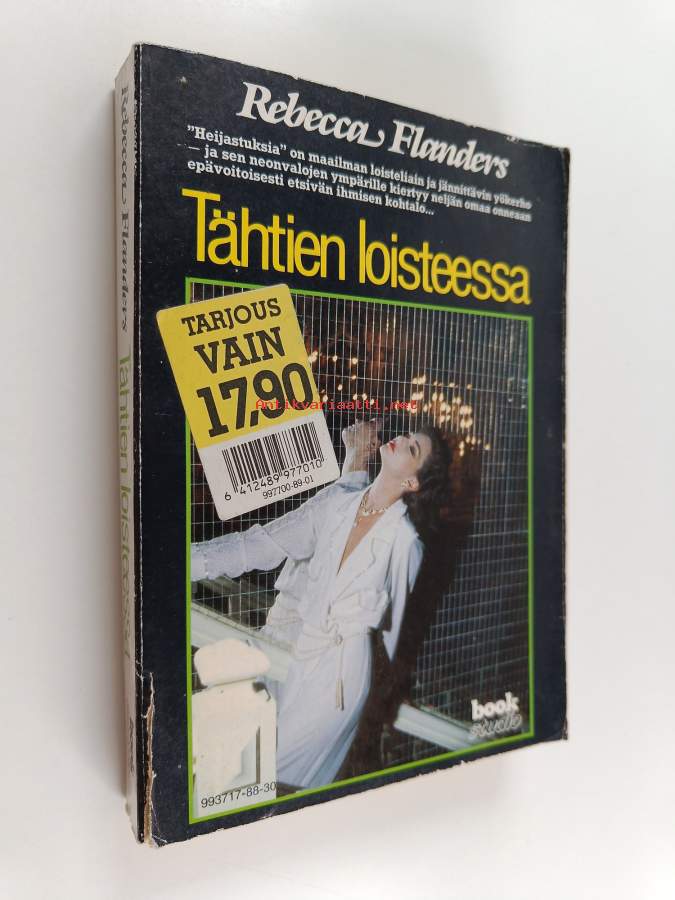 Rebecca Flanders
"Heijastuksia" on maailman loisteliain ja jännittävin yökerho
— ja sen neonvalojen ympärille kiertyy neljän omaa onneaan
epävoitoisesti etsivän ihmisen kohtalo...
Tähtien loisteessa
TARJOUS
VAIN
17.90
6 412489 977010
997700-89-01
Antikvariaatti.net
book
studio
993717-88-30
Rebecca Flanders Tähtien loisteessa